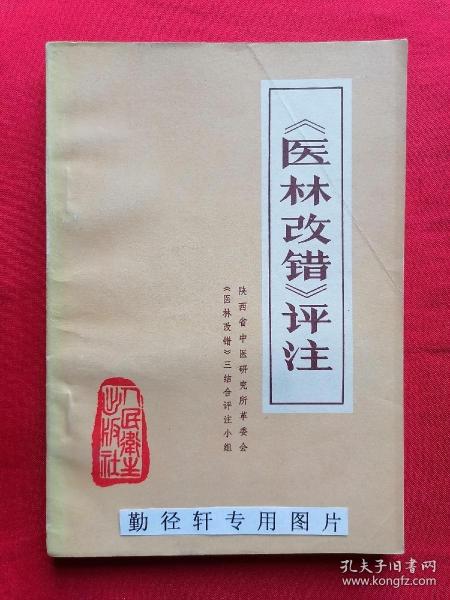 《医林改错》评注
陕西省中医研究所革委会
《医林改错》三结合评注小组
人民衛生
出版社
勤径轩专用图片
孔夫子旧书网
www.kongfz.com